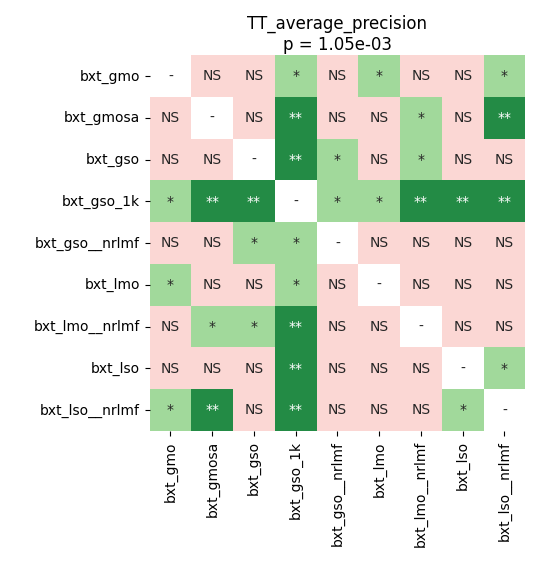 TT_average_precision
p = 1.05e-03
bxt_gmo - NS NS * NS * NS NS *
bxt_gmosa NS - NS ** NS NS * NS **
bxt_gso NS NS - ** * NS * NS NS
bxt_gso_1k * ** ** - * * ** ** **
bxt_gso__nrlmf NS NS * * - NS NS NS NS
bxt_lmo * NS NS * NS - NS NS NS
bxt_lmo__nrlmf NS * * ** NS NS - NS NS
bxt_lso NS NS NS ** NS NS NS - *
bxt_lso__nrlmf * ** NS ** NS NS NS * -
bxt_gmo
bxt_gmosa
bxt_gso
bxt_gso_1k
bxt_gso__nrlmf
bxt_lmo
bxt_lmo__nrlmf
bxt_lso
bxt_lso__nrlmf